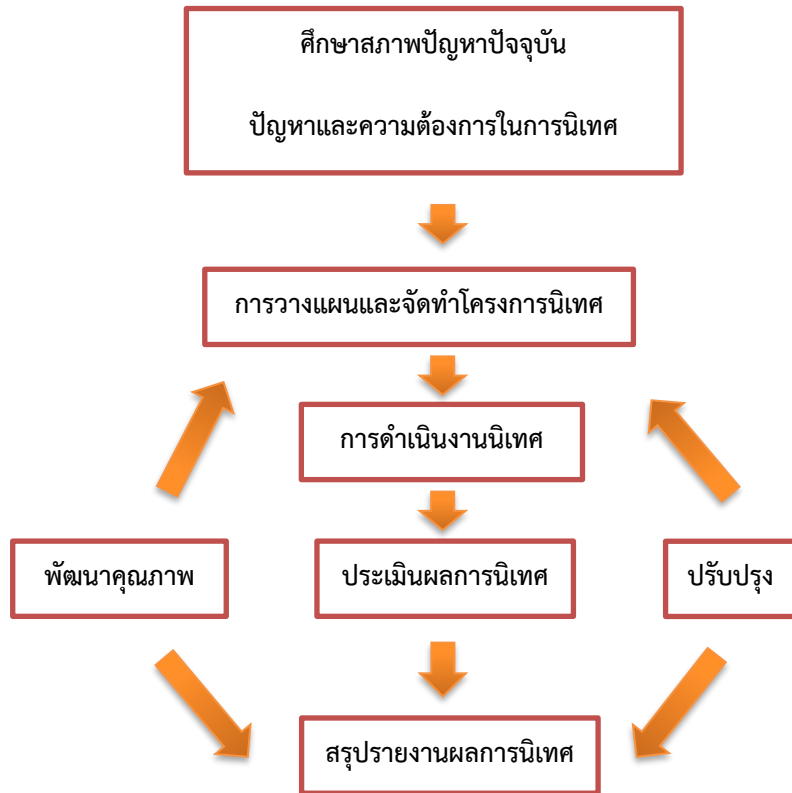 ศึกษาสภาพปัญหาปัจจุบัน
ปัญหาและความต้องการในการนิเทศ
การวางแผนและจัดทำโครงการนิเทศ
การดำเนินงานนิเทศ
พัฒนาคุณภาพ
ประเมินผลการนิเทศ
ปรับปรุง
สรุปรายงานผลการนิเทศ